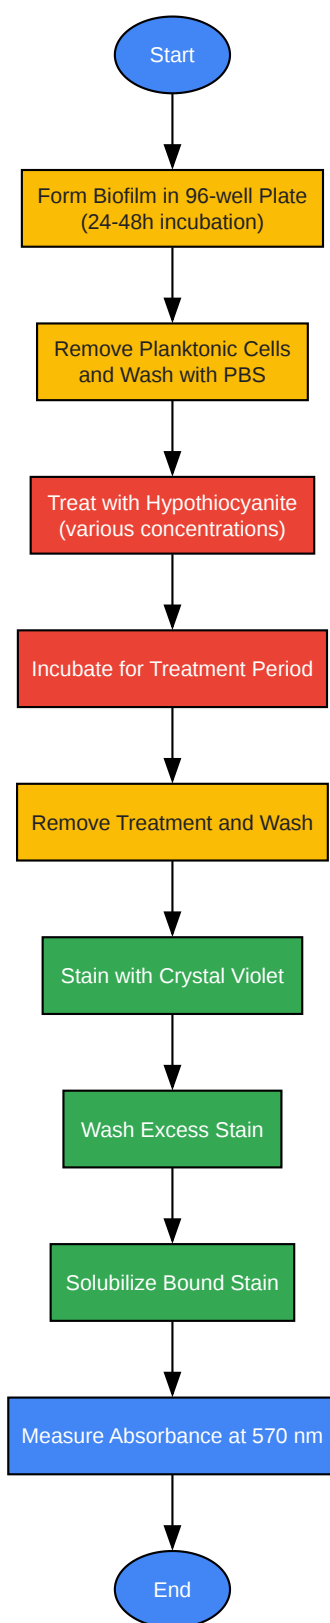 Start
Form Biofilm in 96-well Plate
(24-48h incubation)
Remove Planktonic Cells
and Wash with PBS
Treat with Hypothiocyanite
(various concentrations)
Incubate for Treatment Period
Remove Treatment and Wash
Stain with Crystal Violet
Wash Excess Stain
Solubilize Bound Stain
Measure Absorbance at 570 nm
End